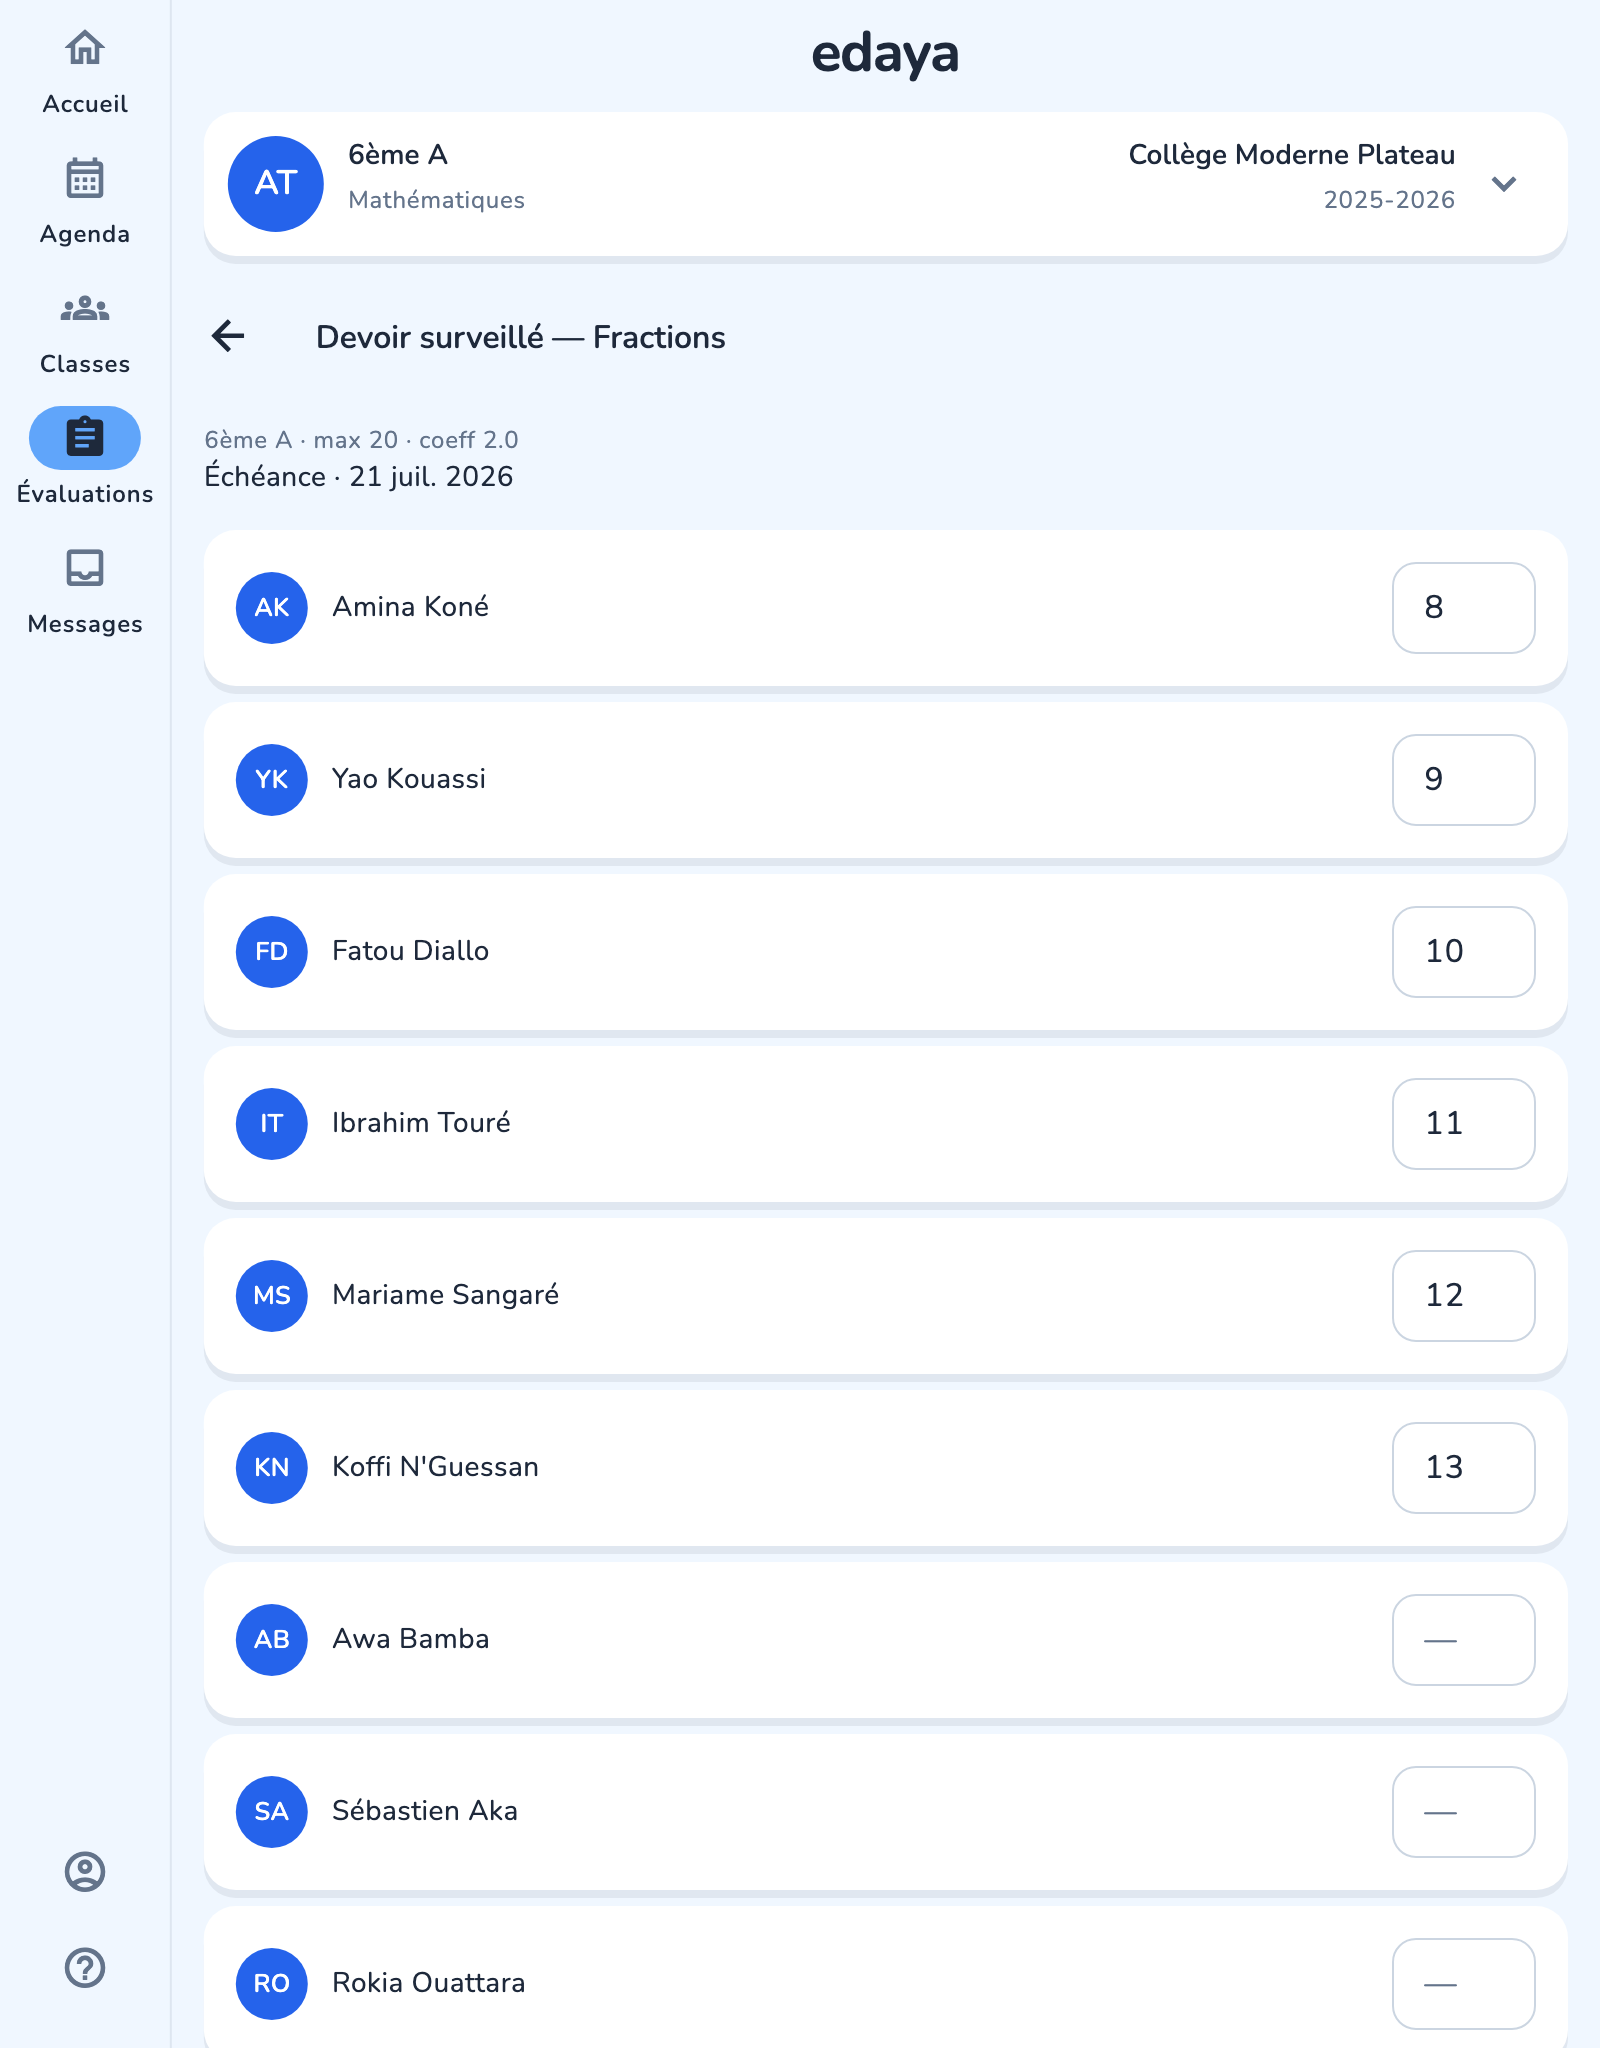 edaya
Accueil
Agenda
Classes
Évaluations
Messages
AT
6ème A
Mathématiques
Collège Moderne Plateau
2025-2026
Devoir surveillé — Fractions
6ème A · max 20 · coeff 2.0
Échéance · 21 juil. 2026
AK Amina Koné 8
YK Yao Kouassi 9
FD Fatou Diallo 10
IT Ibrahim Touré 11
MS Mariame Sangaré 12
KN Koffi N'Guessan 13
AB Awa Bamba —
SA Sébastien Aka —
RO Rokia Ouattara —